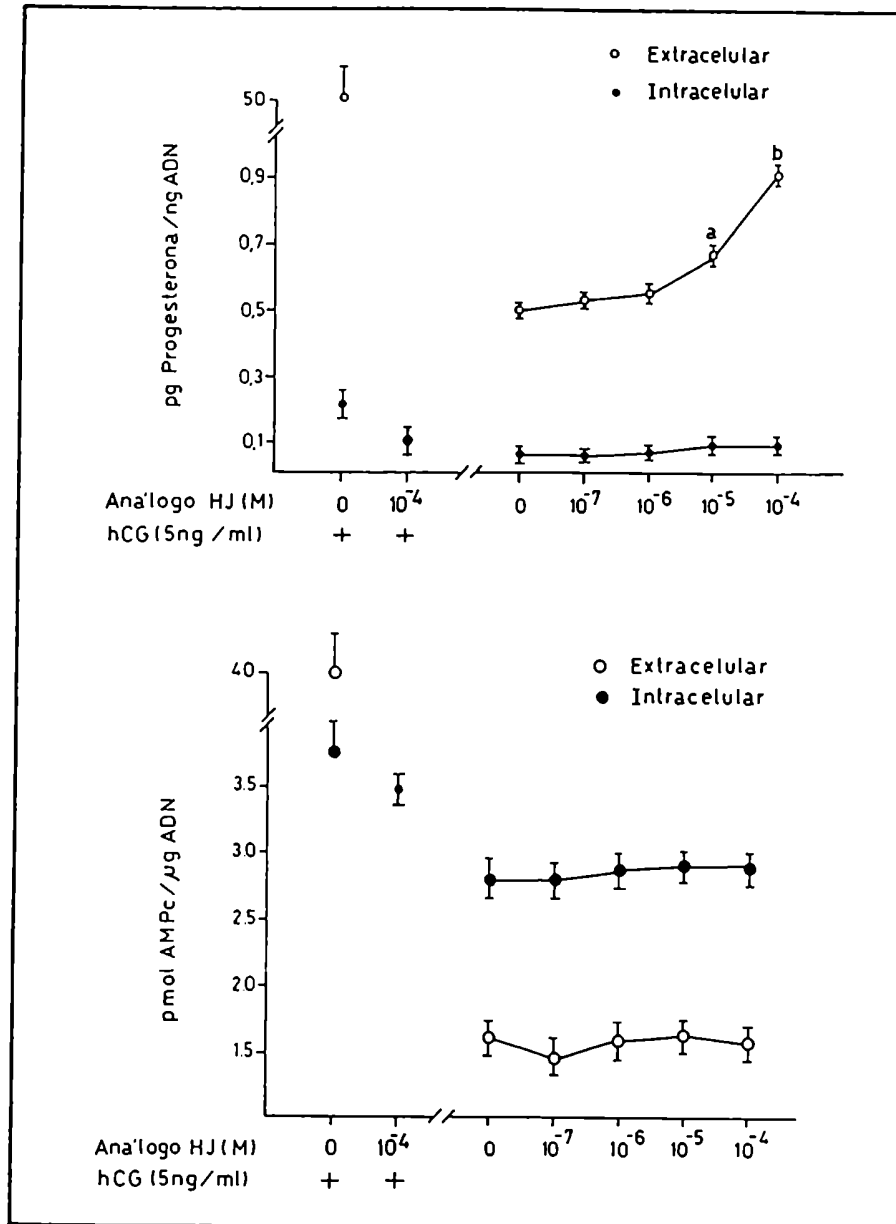 Extracelular
Intracelular
50
0,9
0,7
0,5
0,3
0,1
pg Progesterona/ng ADN
a
b
Ana'logo HJ(M) 0 10⁻⁴ 0 10⁻⁷ 10⁻⁶ 10⁻⁵ 10⁻⁴
hCG(5ng/ml) + +
Extracelular
Intracelular
40
3.5
3.0
2.5
2.0
1.5
pmol AMPc/µg ADN
Ana'logo HJ(M) 0 10⁻⁴ 0 10⁻⁷ 10⁻⁶ 10⁻⁵ 10⁻⁴
hCG(5ng/ml) + +